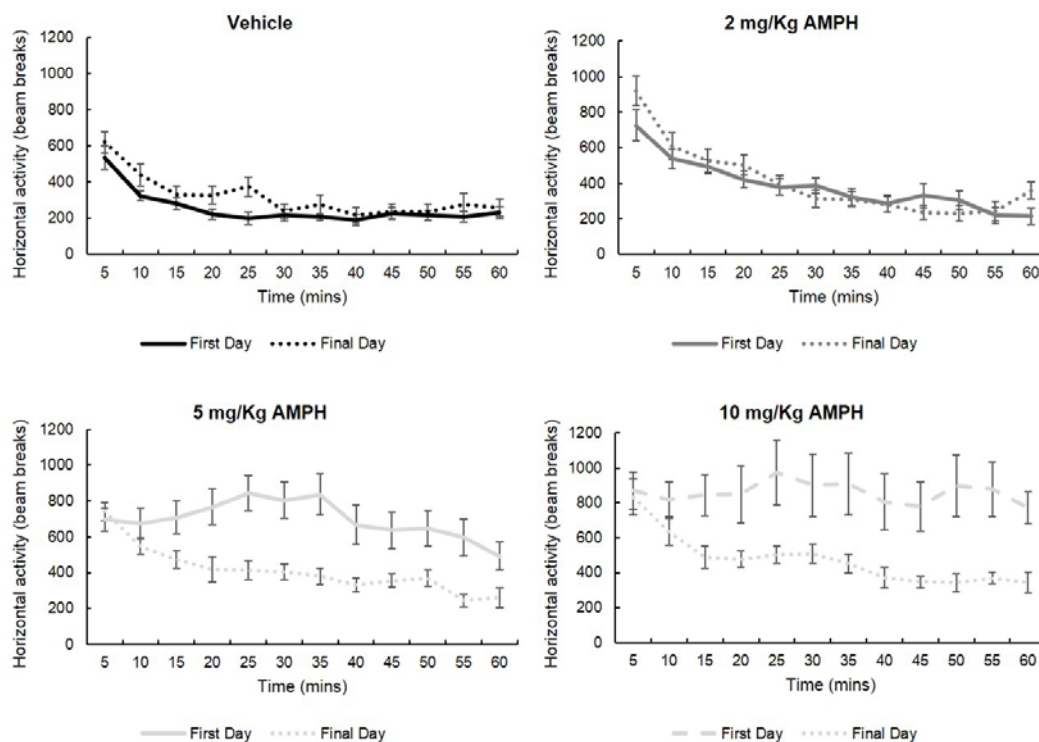 Vehicle
Horizontal activity (beam breaks)
1200
1000
800
600
400
200
0
5 10 15 20 25 30 35 40 45 50 55 60
Time (mins)
First Day Final Day
2 mg/Kg AMPH
Horizontal activity (beam breaks)
1200
1000
800
600
400
200
0
5 10 15 20 25 30 35 40 45 50 55 60
Time (mins)
First Day Final Day
5 mg/Kg AMPH
Horizontal activity (beam breaks)
1200
1000
800
600
400
200
0
5 10 15 20 25 30 35 40 45 50 55 60
Time (mins)
First Day Final Day
10 mg/Kg AMPH
Horizontal activity (beam breaks)
1200
1000
800
600
400
200
0
5 10 15 20 25 30 35 40 45 50 55 60
Time (mins)
First Day Final Day